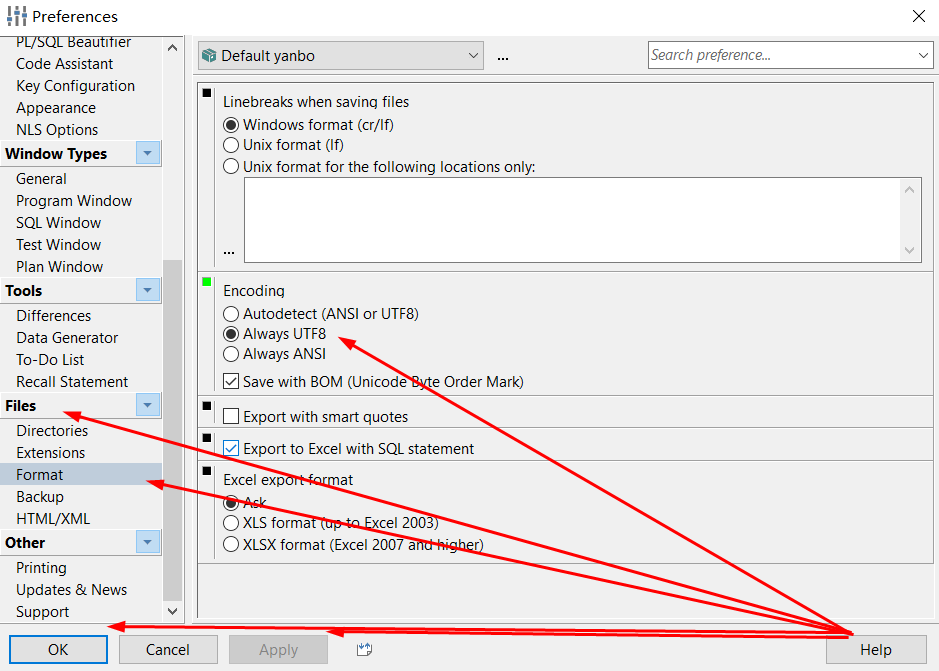 Preferences
PL/SQL Beautifier
Code Assistant
Key Configuration
Appearance
NLS Options
Window Types
General
Program Window
SQL Window
Test Window
Plan Window
Tools
Differences
Data Generator
To-Do List
Recall Statement
Files
Directories
Extensions
Format
Backup
HTML/XML
Other
Printing
Updates & News
Support
Default yanbo
...
Search preference...
Linebreaks when saving files
Windows format (cr/lf)
Unix format (lf)
Unix format for the following locations only:
...
Encoding
Autodetect (ANSI or UTF8)
Always UTF8
Always ANSI
Save with BOM (Unicode Byte Order Mark)
Export with smart quotes
Export to Excel with SQL statement
Excel export format
Ask
XLS format (up to Excel 2003)
XLSX format (Excel 2007 and higher)
OK
Cancel
Apply
Help